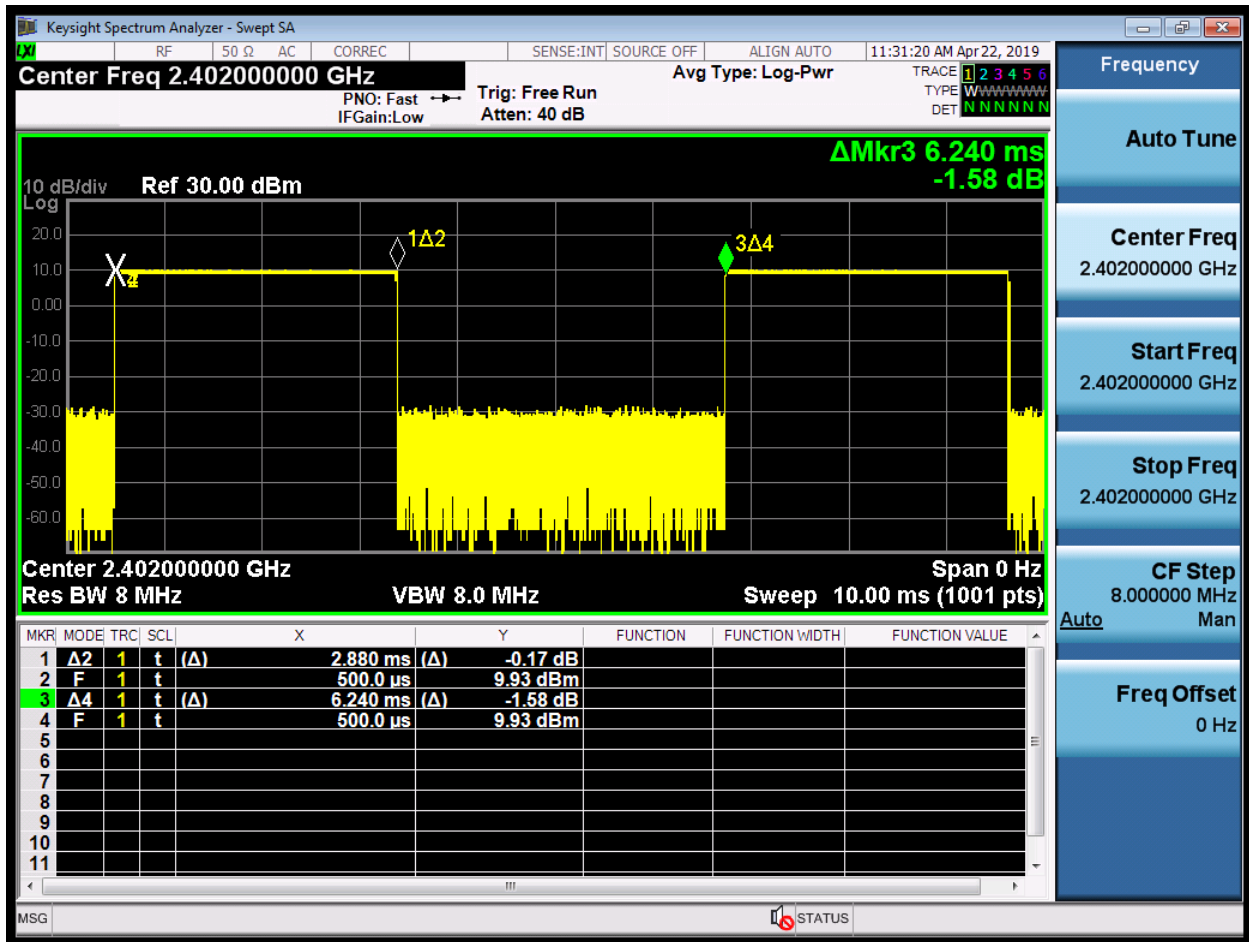 Keysight Spectrum Analyzer - Swept SA
LXI RF 50 Ω AC CORREC SENSE:INT SOURCE OFF ALIGN AUTO 11:31:20 AM Apr 22, 2019
Center Freq 2.402000000 GHz
Avg Type: Log-Pwr
TRACE 1 2 3 4 5 6
PNO: Fast Trig: Free Run
TYPE WWWWWW
IFGain:Low Atten: 40 dB
DET N N N N N N
Frequency
Auto Tune
Center Freq
2.402000000 GHz
Start Freq
2.402000000 GHz
Stop Freq
2.402000000 GHz
CF Step
8.000000 MHz
Auto Man
Freq Offset
0 Hz
ΔMkr3 6.240 ms
-1.58 dB
10 dB/div Ref 30.00 dBm
Log
20.0
10.0
0.00
-10.0
-20.0
-30.0
-40.0
-50.0
-60.0
1Δ2
3Δ4
Center 2.402000000 GHz Span 0 Hz
Res BW 8 MHz VBW 8.0 MHz Sweep 10.00 ms (1001 pts)
MKR MODE TRC SCL X Y FUNCTION FUNCTION WIDTH FUNCTION VALUE
1 Δ2 1 t (Δ) 2.880 ms (Δ) -0.17 dB
2 F 1 t 500.0 µs 9.93 dBm
3 Δ4 1 t (Δ) 6.240 ms (Δ) -1.58 dB
4 F 1 t 500.0 µs 9.93 dBm
5
6
7
8
9
10
11
MSG STATUS